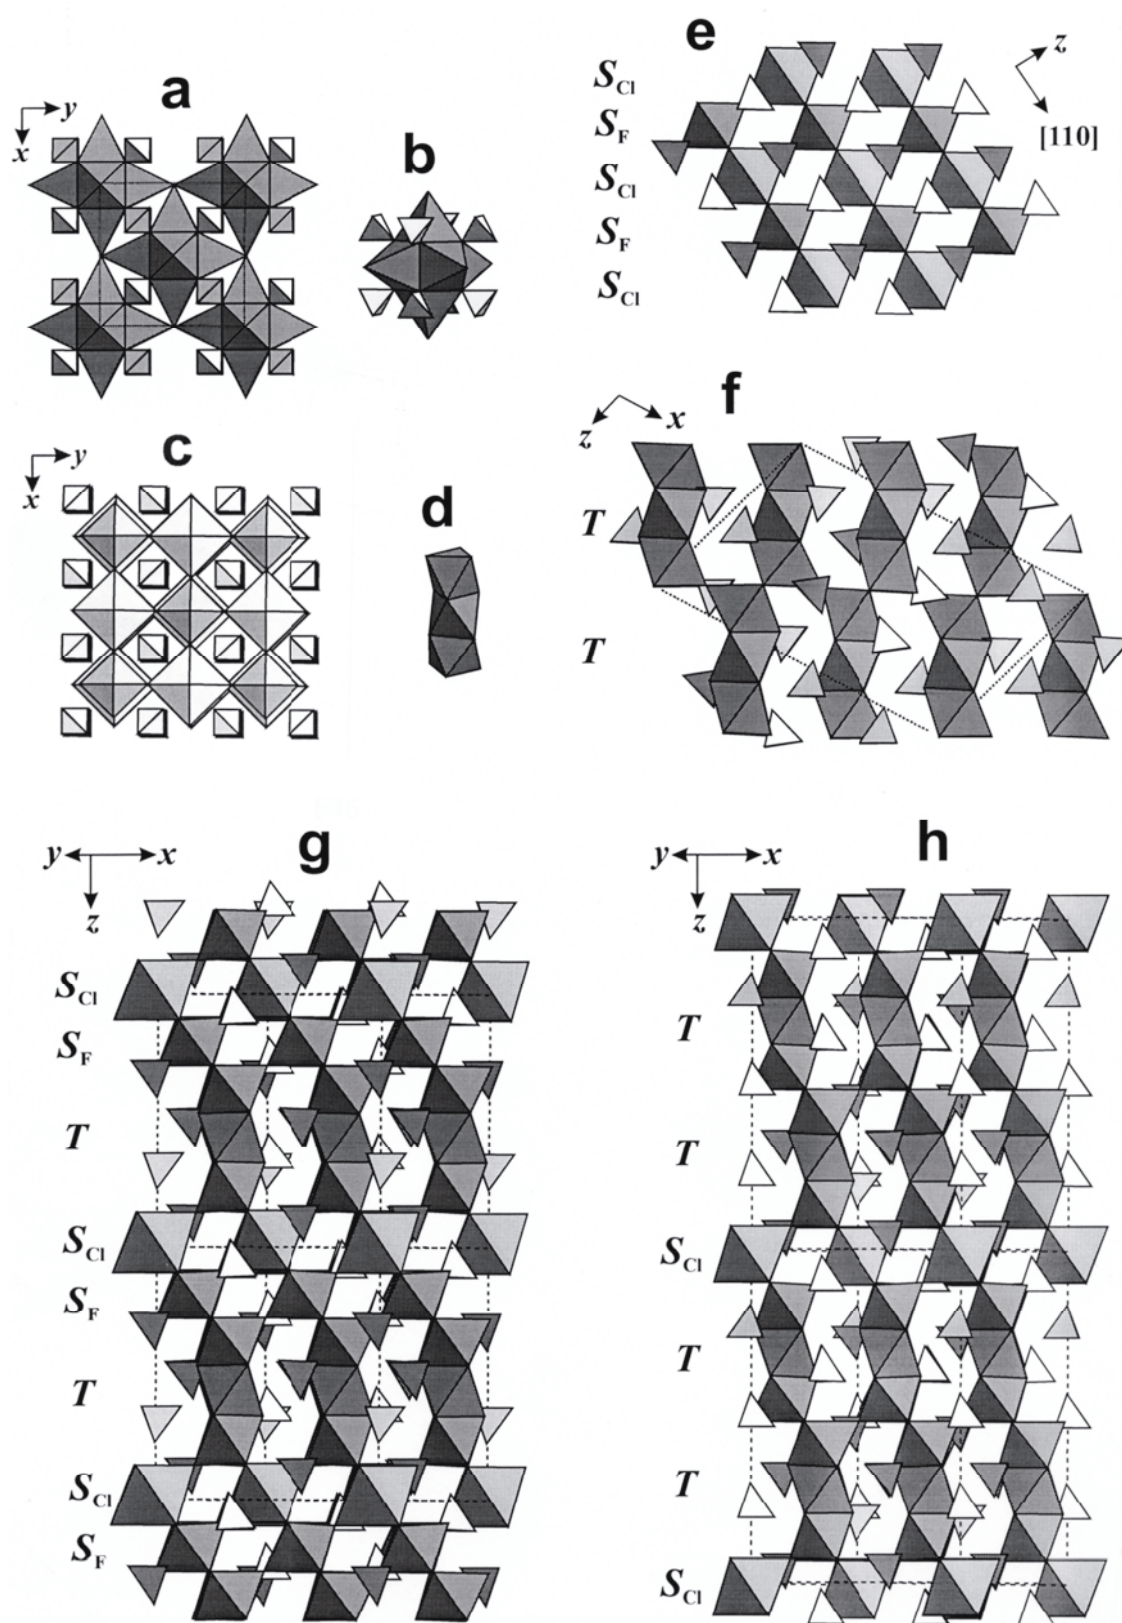 a
y
x
b
c
y
x
d
e
z
[110]
S_Cl
S_F
S_Cl
S_F
S_Cl
f
x
z
T
T
g
y x
z
S_Cl
S_F
T
S_Cl
S_F
T
S_Cl
S_F
h
y x
z
T
T
S_Cl
T
T
S_Cl